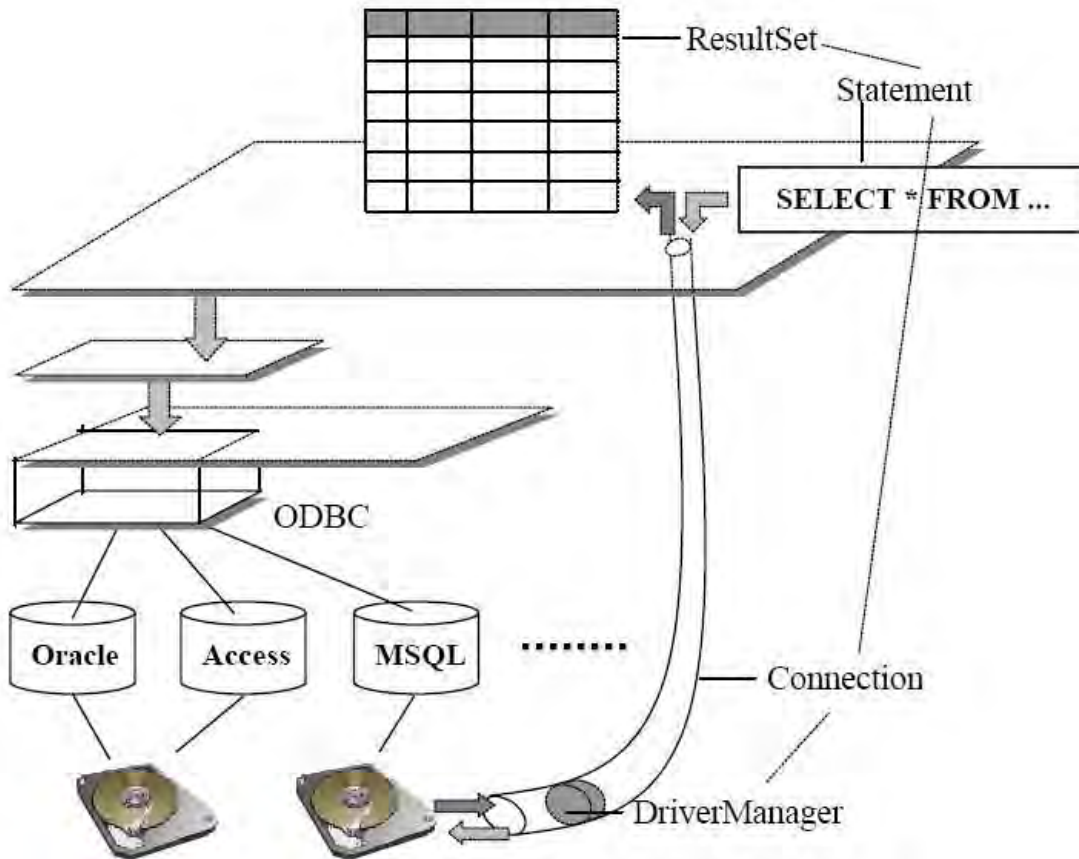 ResultSet
Statement
SELECT * FROM ...
ODBC
Oracle
Access
MSQL
Connection
DriverManager